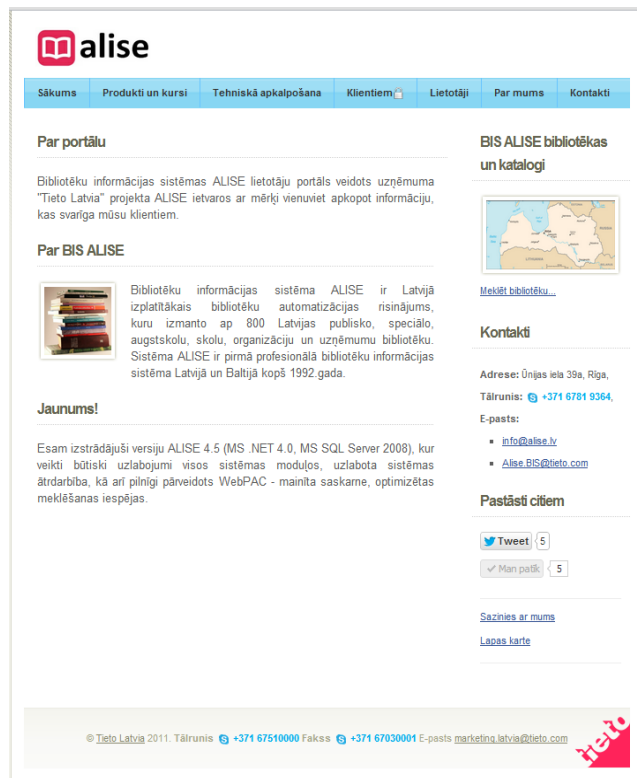 alise
Sākums Produkti un kursi Tehniskā apkalpošana Klientiem Lietotāji Par mums Kontakti
Par portālu
Bibliotēku informācijas sistēmas ALISE lietotāju portāls veidots uzņēmuma
"Tieto Latvia" projekta ALISE ietvaros ar mērķi vienuviet apkopot informāciju,
kas svarīga mūsu klientiem.
Par BIS ALISE
Bibliotēku informācijas sistēma ALISE ir Latvijā
izplatītākais bibliotēku automatizācijas risinājums,
kuru izmanto ap 800 Latvijas publisko, speciālo,
augstskolu, skolu, organizāciju un uzņēmumu bibliotēku.
Sistēma ALISE ir pirmā profesionālā bibliotēku informācijas
sistēma Latvijā un Baltijā kopš 1992.gada.
Jaunums!
Esam izstrādājuši versiju ALISE 4.5 (MS .NET 4.0, MS SQL Server 2008), kur
veikti būtiski uzlabojumi visos sistēmas moduļos, uzlabota sistēmas
ātrdarbība, kā arī pilnīgi pārveidots WebPAC - mainīta saskarne, optimizētas
meklēšanas iespējas.
BIS ALISE bibliotēkas
un katalogi
Meklēt bibliotēku...
Kontakti
Adrese: Ūnijas iela 39a, Rīga,
Tālrunis: +371 6781 9364,
E-pasts:
info@alise.lv
Alise.BIS@tieto.com
Pastāsti citiem
Tweet 5
Man patīk 5
Sazinies ar mums
Lapas karte
© Tieto Latvia 2011. Tālrunis +371 67510000 Fakss +371 67030001 E-pasts marketing.latvia@tieto.com
tieto